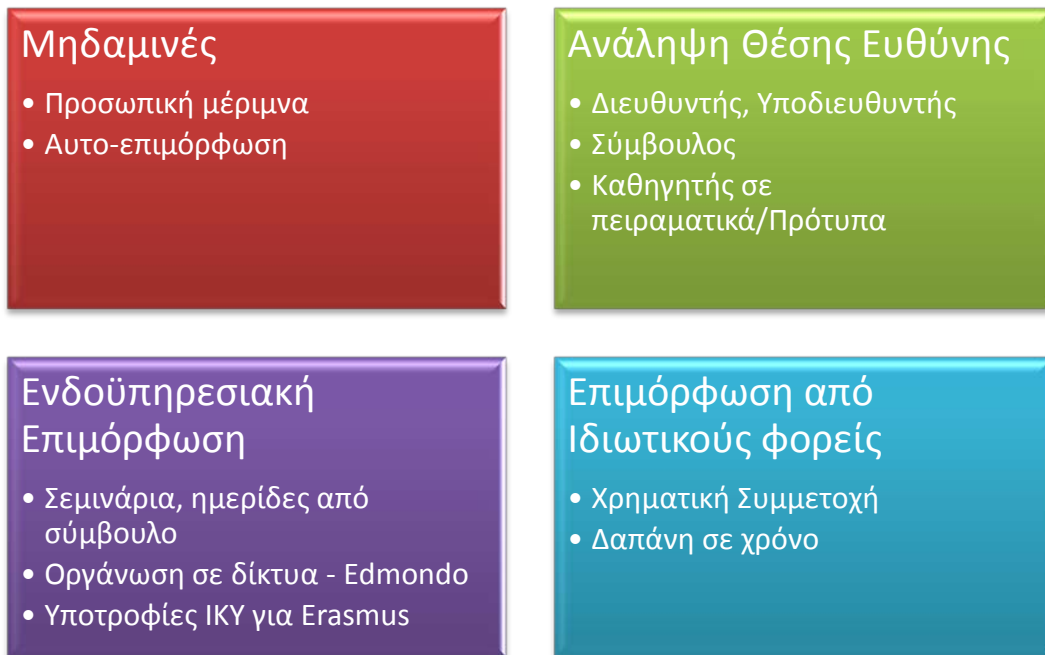 Μηδαμινές
• Προσωπική μέριμνα
• Αυτο-επιμόρφωση
Ανάληψη Θέσης Ευθύνης
• Διευθυντής, Υποδιευθυντής
• Σύμβουλος
• Καθηγητής σε
πειραματικά/Πρότυπα
Ενδοϋπηρεσιακή
Επιμόρφωση
• Σεμινάρια, ημερίδες από
σύμβουλο
• Οργάνωση σε δίκτυα - Edmondo
• Υποτροφίες ΙΚΥ για Erasmus
Επιμόρφωση από
Ιδιωτικούς φορείς
• Χρηματική Συμμετοχή
• Δαπάνη σε χρόνο